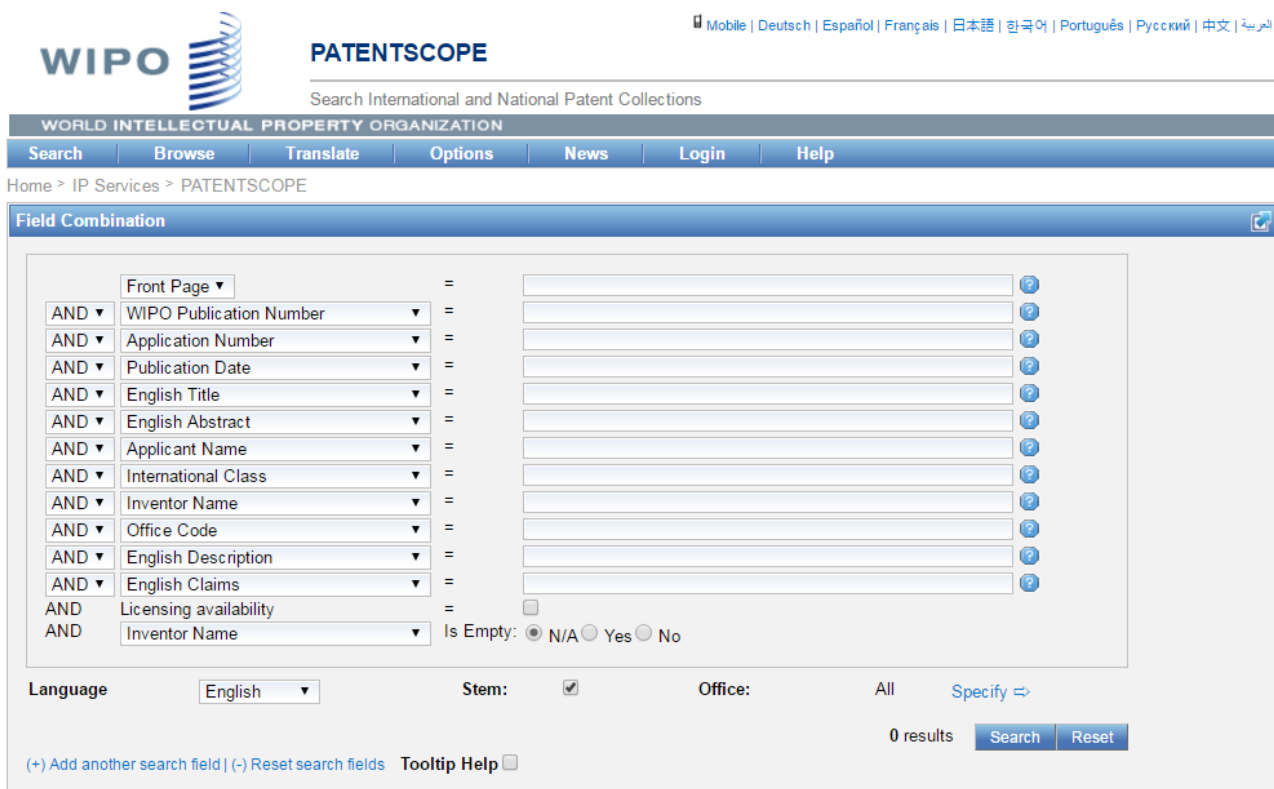 Mobile | Deutsch | Español | Français | 日本語 | 한국어 | Português | Русский | 中文 | العربية
WIPO
PATENTSCOPE
Search International and National Patent Collections
WORLD INTELLECTUAL PROPERTY ORGANIZATION
Search Browse Translate Options News Login Help
Home > IP Services > PATENTSCOPE
Field Combination
Front Page =
AND WIPO Publication Number =
AND Application Number =
AND Publication Date =
AND English Title =
AND English Abstract =
AND Applicant Name =
AND International Class =
AND Inventor Name =
AND Office Code =
AND English Description =
AND English Claims =
AND Licensing availability =
AND Inventor Name Is Empty: N/A Yes No
Language English Stem: Office: All Specify ⇨
0 results Search Reset
(+) Add another search field | (-) Reset search fields Tooltip Help